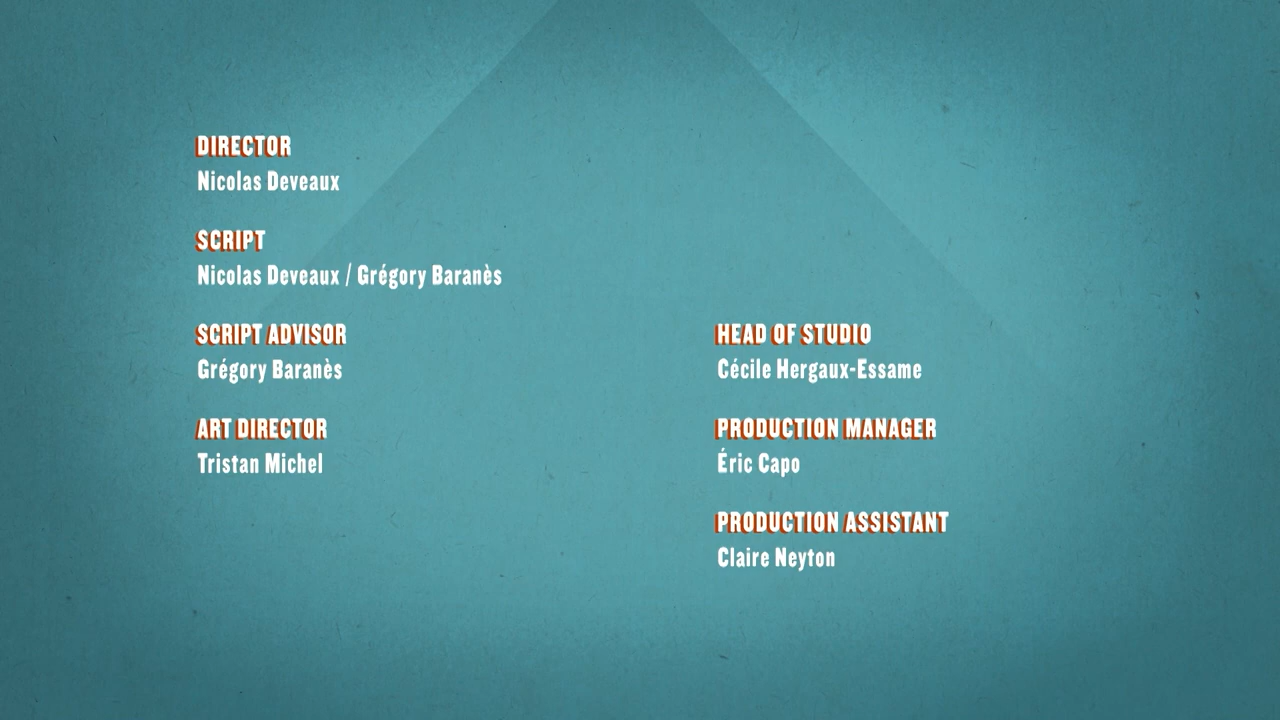 DIRECTOR
Nicolas Deveaux
SCRIPT
Nicolas Deveaux / Grégory Baranès
SCRIPT ADVISOR
Grégory Baranès
ART DIRECTOR
Tristan Michel
HEAD OF STUDIO
Cécile Hergaux-Essame
PRODUCTION MANAGER
Éric Capo
PRODUCTION ASSISTANT
Claire Neyton